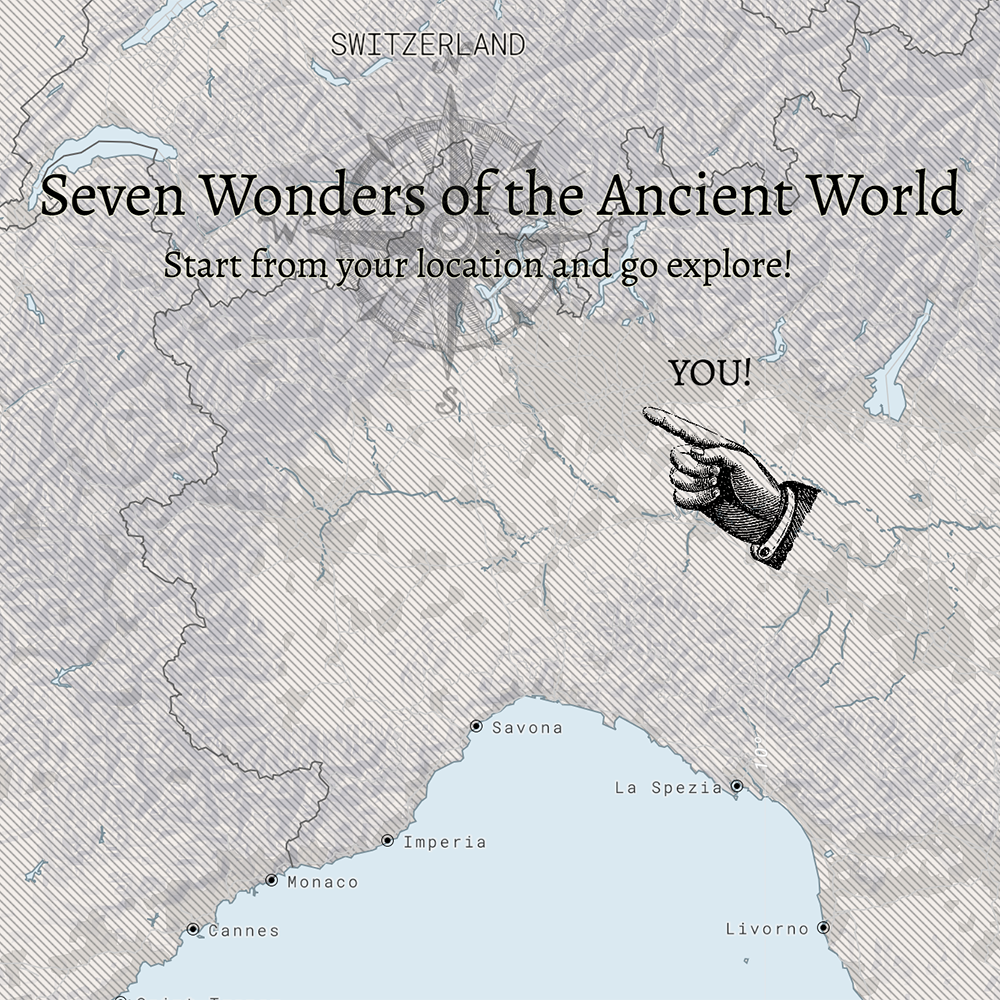 SWITZERLAND
N
Seven Wonders of the Ancient World
W
E
Start from your location and go explore!
YOU!
S
Savona
La Spezia
Imperia
Monaco
Cannes
Livorno